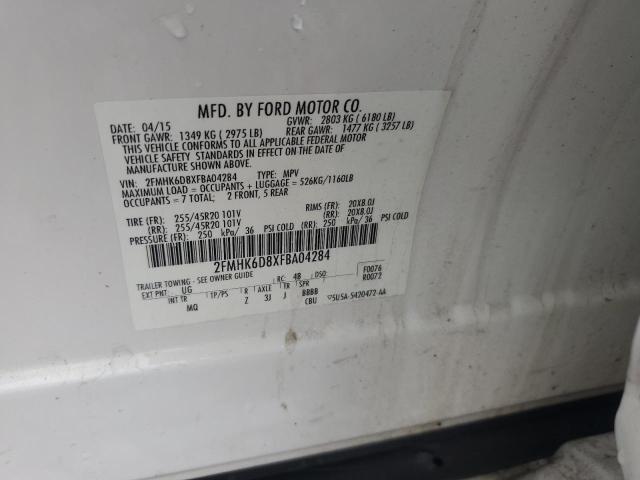 MFD. BY FORD MOTOR CO.
DATE: 04/15 GVWR: 2803 KG ( 6180 LB)
FRONT GAWR: 1349 KG ( 2975 LB) REAR GAWR: 1477 KG ( 3257 LB)
THIS VEHICLE CONFORMS TO ALL APPLICABLE FEDERAL MOTOR
VEHICLE SAFETY STANDARDS IN EFFECT ON THE DATE OF
MANUFACTURE SHOWN ABOVE.
VIN: 2FMHK6D8XFBA04284 TYPE: MPV
MAXIMUM LOAD = OCCUPANTS + LUGGAGE = 526KG/1160LB
OCCUPANTS = 7 TOTAL; 2 FRONT, 5 REAR
TIRE (FR): 255/45R20 101V RIMS (FR): 20X8.0J
(RR): 255/45R20 101V (RR): 20X8.0J
PRESSURE (FR): 250 kPa/ 36 PSI COLD (RR): 250 kPa/ 36 PSI COLD
2FMHK6D8XFBA04284
TRAILER TOWING - SEE OWNER GUIDE RC: 48 DSO: F0076
R0072
EXT PNT: UG INT TR TP/PS R AXLE TR SPR
MQ Z 3J J BBBB
CBU 5U5A-5420472-AA